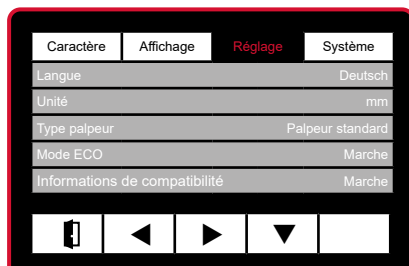 Caractère Affichage Réglage Système
Langue Deutsch
Unité mm
Type palpeur Palpeur standard
Mode ECO Marche
Informations de compatibilité Marche